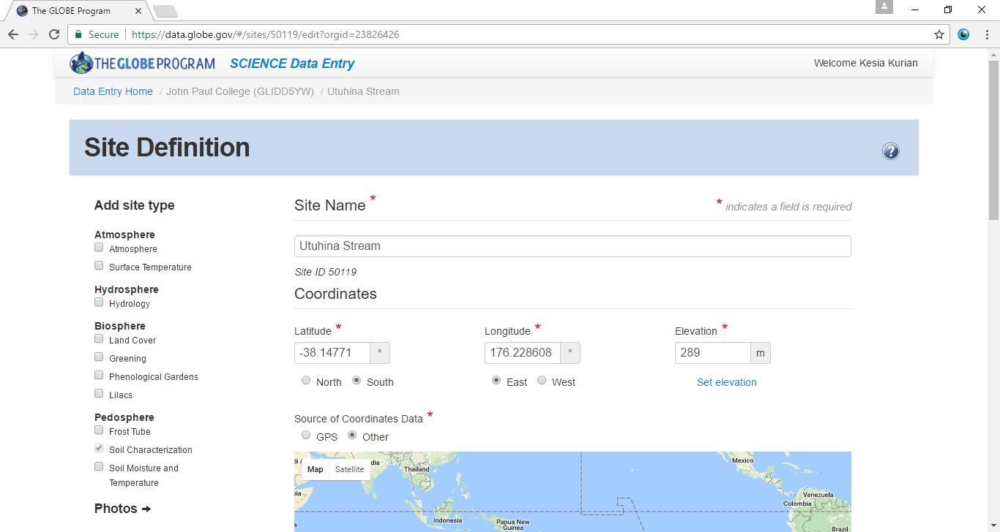 The GLOBE Program
Secure https://data.globe.gov/#/sites/50119/edit?orgid=23826426
THE GLOBE PROGRAM SCIENCE Data Entry Welcome Kesia Kurian
Data Entry Home / John Paul College (GLIDD5YW) / Utuhina Stream
Site Definition ?
Add site type
Atmosphere
Atmosphere
Surface Temperature
Hydrosphere
Hydrology
Biosphere
Land Cover
Greening
Phenological Gardens
Lilacs
Pedosphere
Frost Tube
Soil Characterization
Soil Moisture and
Temperature
Photos →
Site Name * * indicates a field is required
Utuhina Stream
Site ID 50119
Coordinates
Latitude * Longitude * Elevation *
-38.14771 ° 176.228608 ° 289 m
North South East West Set elevation
Source of Coordinates Data *
GPS Other
Map Satellite
dia
Thailand
Mexico
Venezuela
Colombia
Indonesia
Papua New
Guinea
Brazil